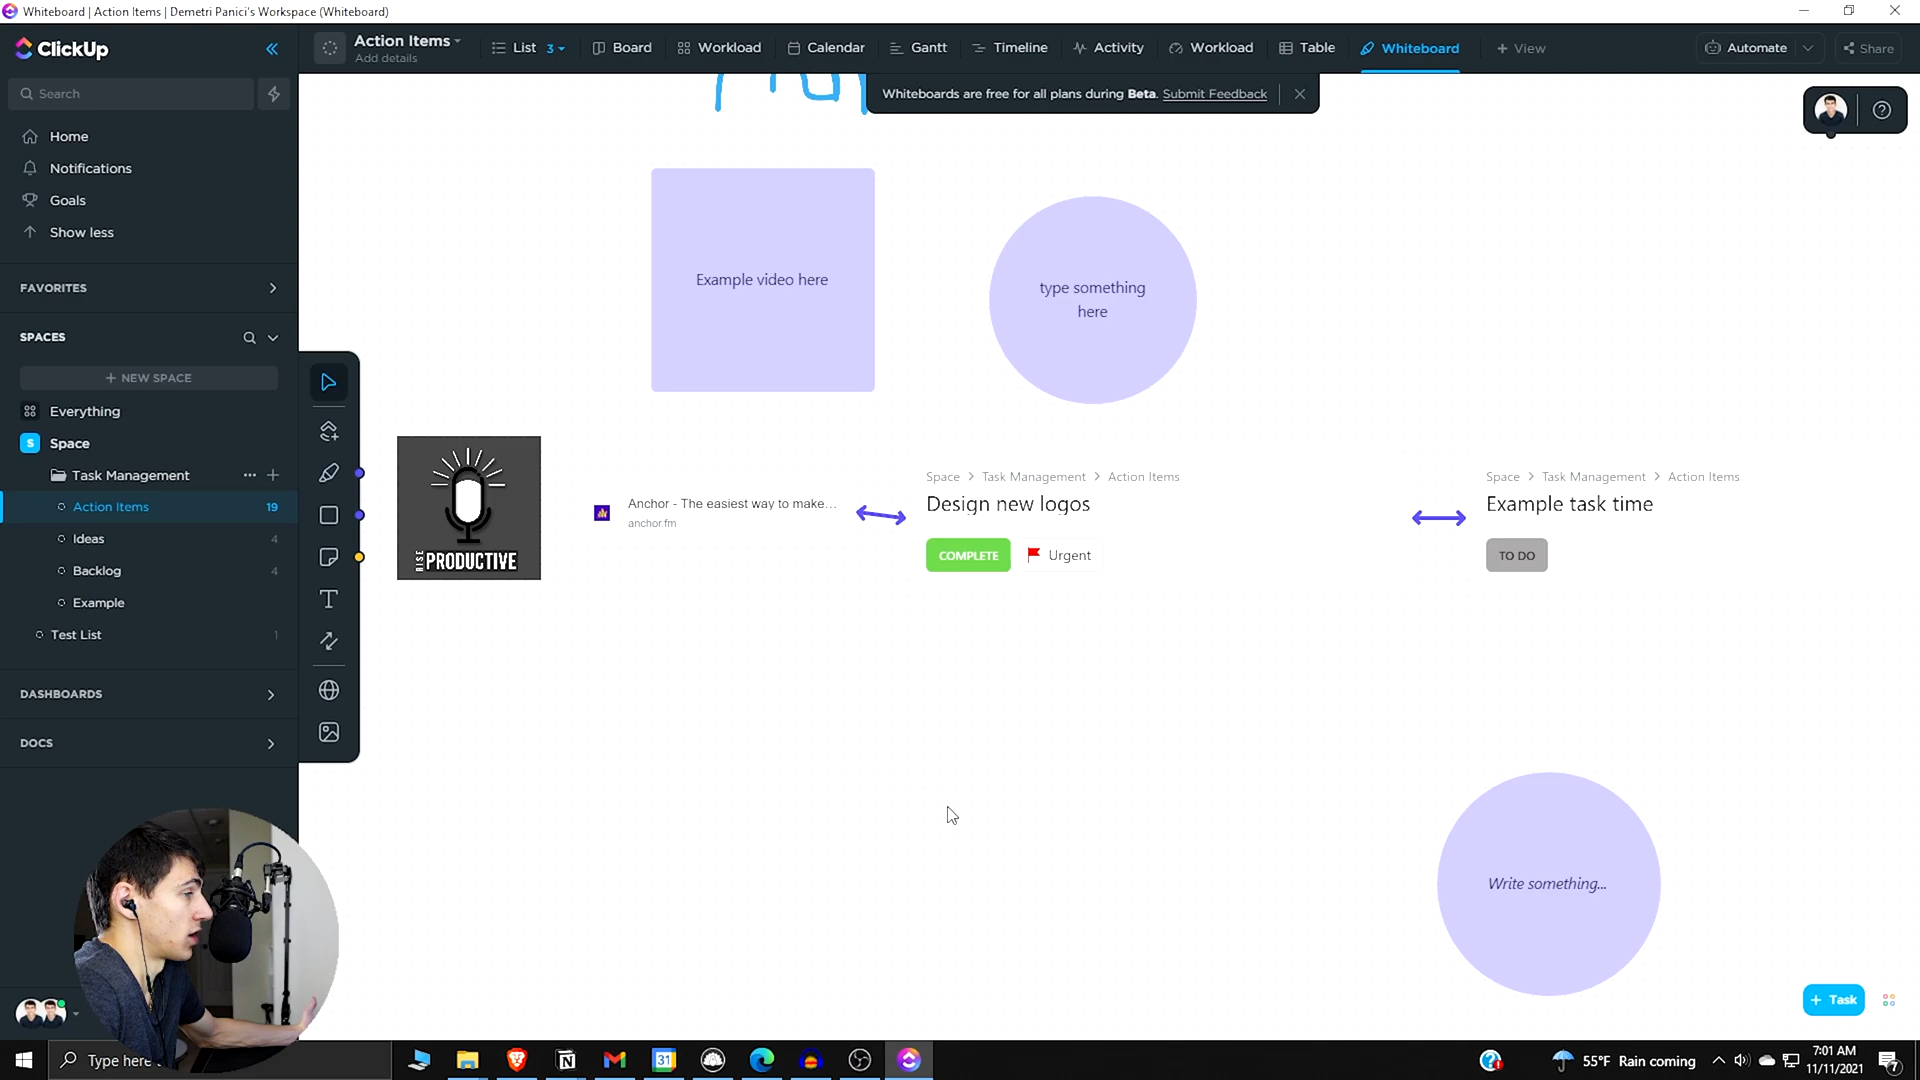 Whiteboard | Action Items | Demetri Panici's Workspace (Whiteboard)
ClickUp
Action Items
Add details
List 3
Board
Workload
Calendar
Gantt
Timeline
Activity
Workload
Table
Whiteboard
+ View
Automate
Share
Whiteboards are free for all plans during Beta. Submit Feedback
Search
Home
Notifications
Goals
Show less
FAVORITES
SPACES
+ NEW SPACE
Everything
S Space
Task Management
Action Items 19
Ideas 4
Backlog 4
Example
Test List 1
DASHBOARDS
DOCS
Example video here
type something
here
RISE PRODUCTIVE
Anchor - The easiest way to make...
anchor.fm
Space > Task Management > Action Items
Design new logos
COMPLETE
Urgent
Space > Task Management > Action Items
Example task time
TO DO
Write something...
+ Task
Type here
31
55°F Rain coming
7:01 AM
11/11/2021
7